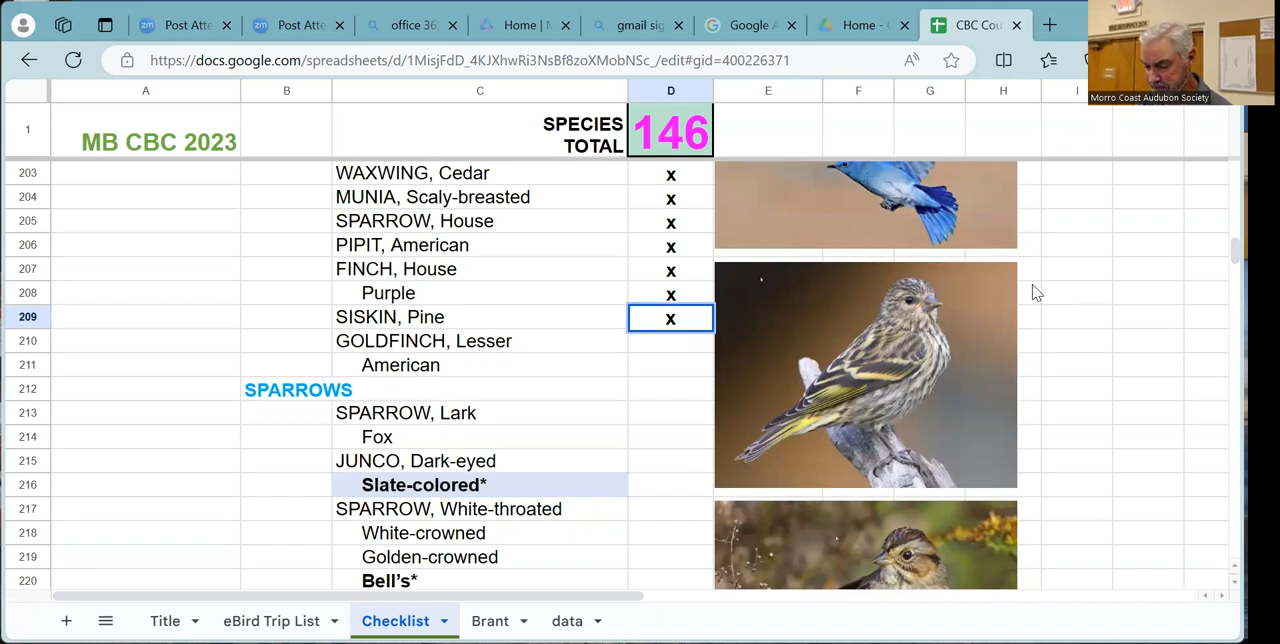 Post Atte
Post Atte
office 36
Home | N
gmail sig
Google A
Home - G
CBC Cou
https://docs.google.com/spreadsheets/d/1MisjFdD_4KJXhwRi3NsBf8zoXMobNSc_/edit#gid=400226371
Morro Coast Audubon Society
A B C D E F G H I
1 MB CBC 2023 SPECIES TOTAL 146
203 WAXWING, Cedar x
204 MUNIA, Scaly-breasted x
205 SPARROW, House x
206 PIPIT, American x
207 FINCH, House x
208 Purple x
209 SISKIN, Pine x
210 GOLDFINCH, Lesser
211 American
212 SPARROWS
213 SPARROW, Lark
214 Fox
215 JUNCO, Dark-eyed
216 Slate-colored*
217 SPARROW, White-throated
218 White-crowned
219 Golden-crowned
220 Bell's*
Title eBird Trip List Checklist Brant data